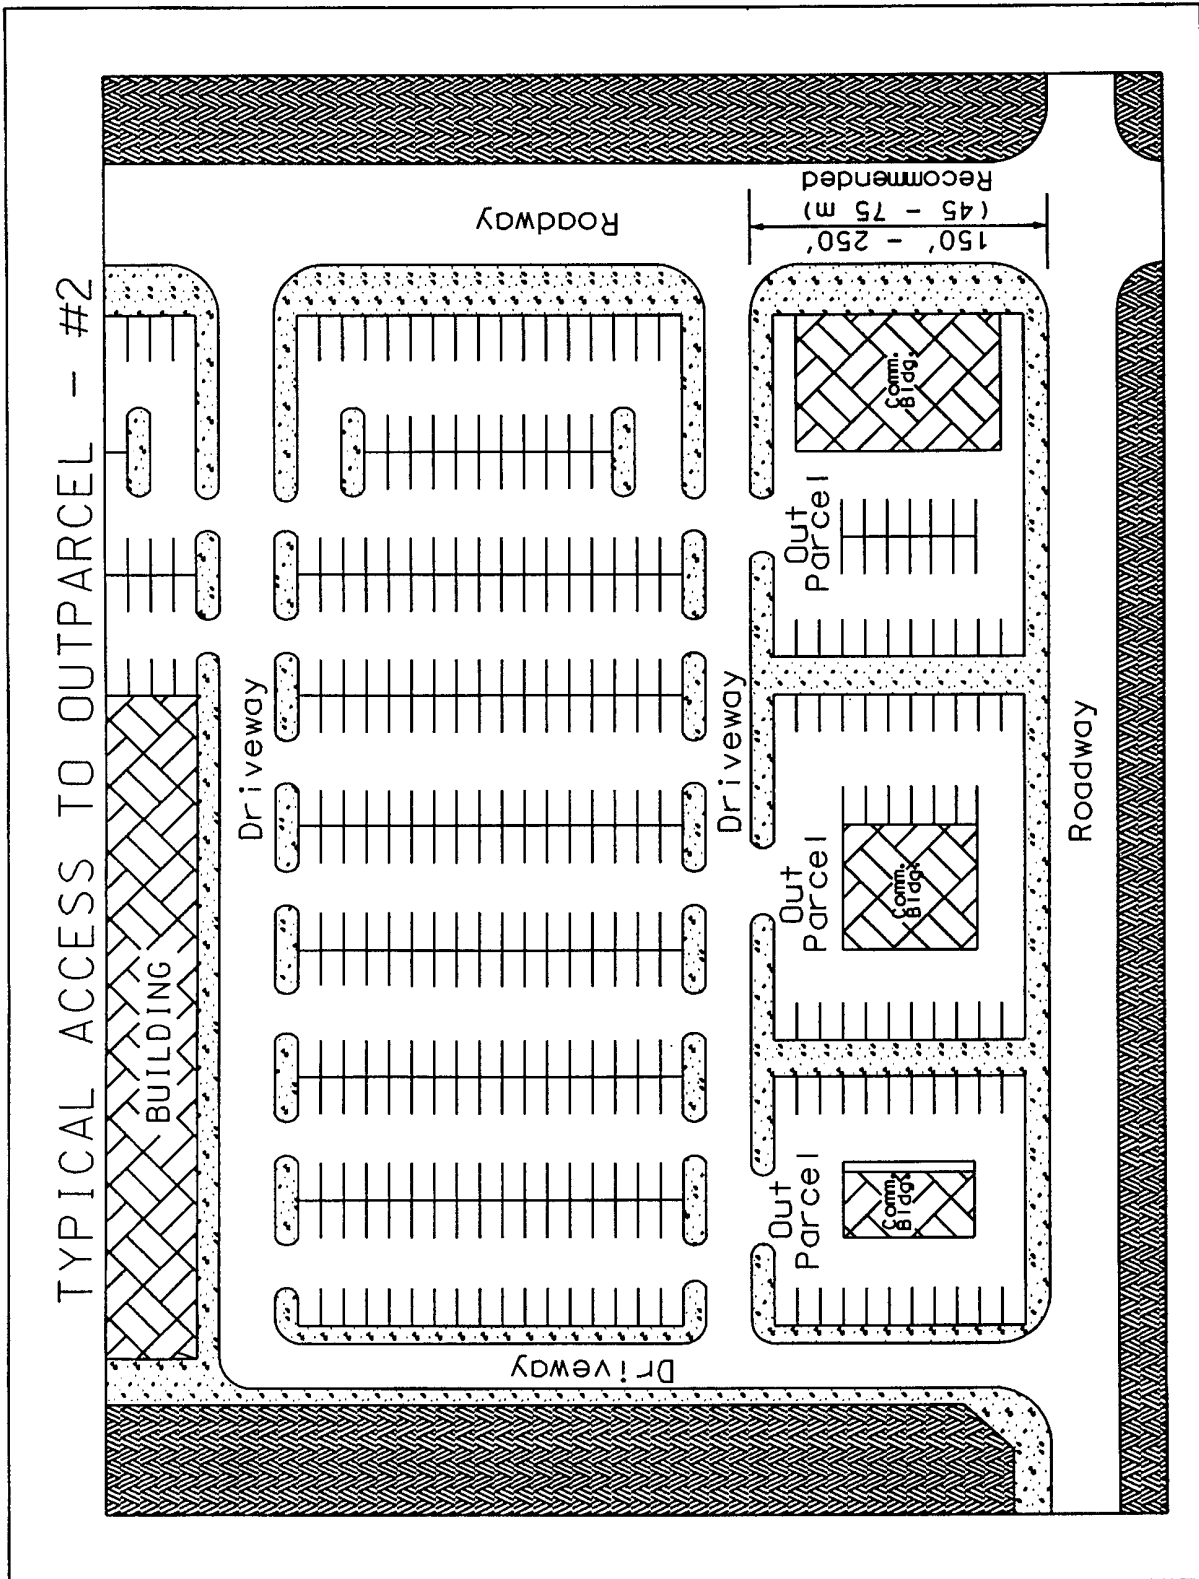 TYPICAL ACCESS TO OUTPARCEL - #2
BUILDING
Driveway
Driveway
Driveway
Roadway
150' - 250'
(45 - 75 m)
Recommended
Out
Parcel
Comm.
Bldg.
Out
Parcel
Comm.
Bldg.
Out
Parcel
Comm.
Bldg.
Roadway